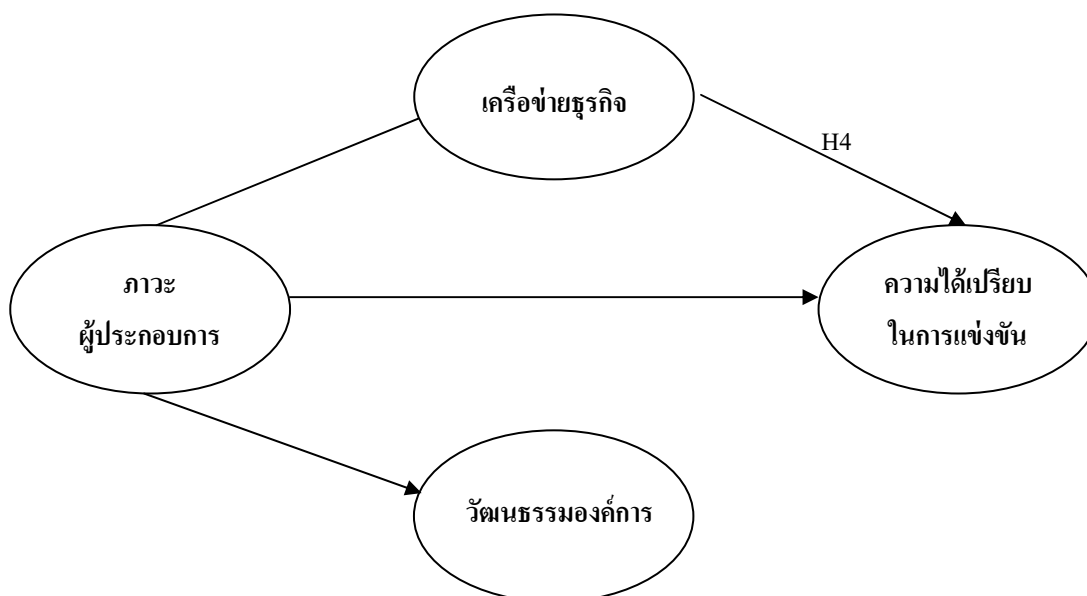 เครือข่ายธุรกิจ
H4
ภาวะ
ผู้ประกอบการ
ความได้เปรียบ
ในการแข่งขัน
วัฒนธรรมองค์การ